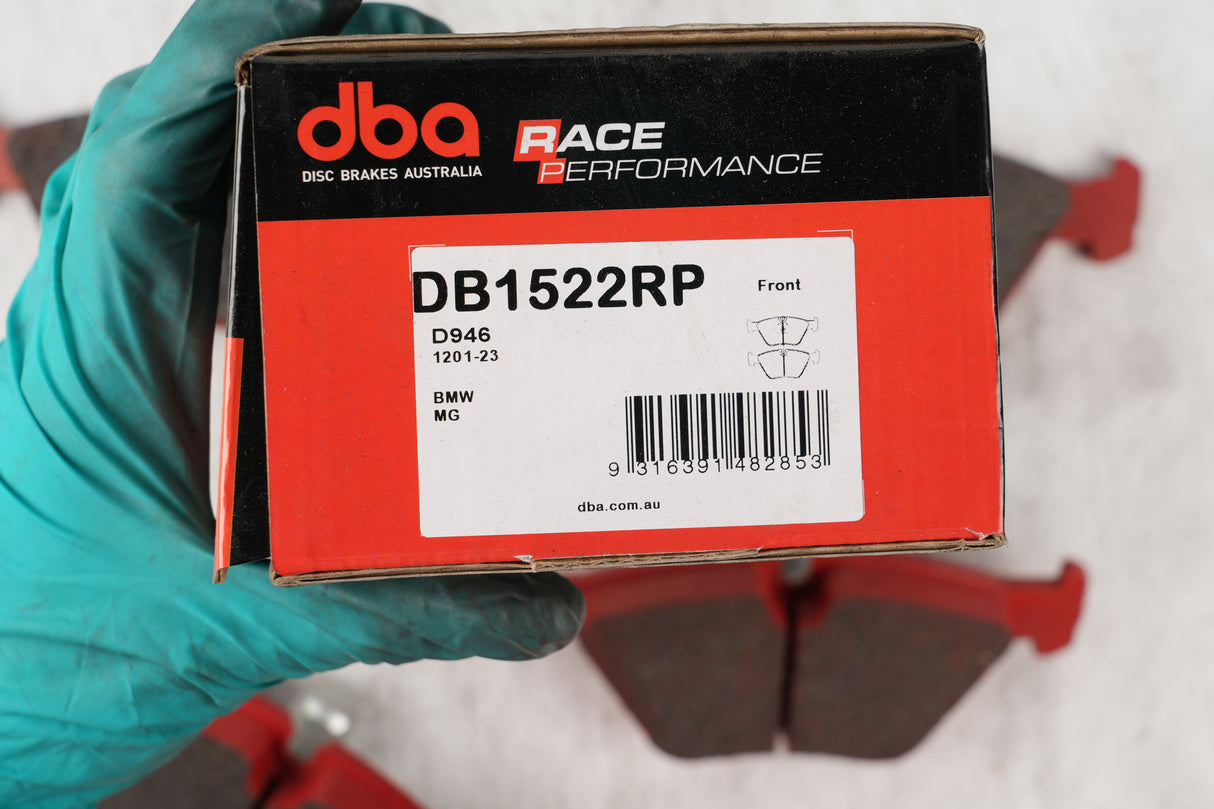 dba
DISC BRAKES AUSTRALIA
RACE
PERFORMANCE
DB1522RP
Front
D946
1201-23
BMW
MG
9 316391 482853
dba.com.au